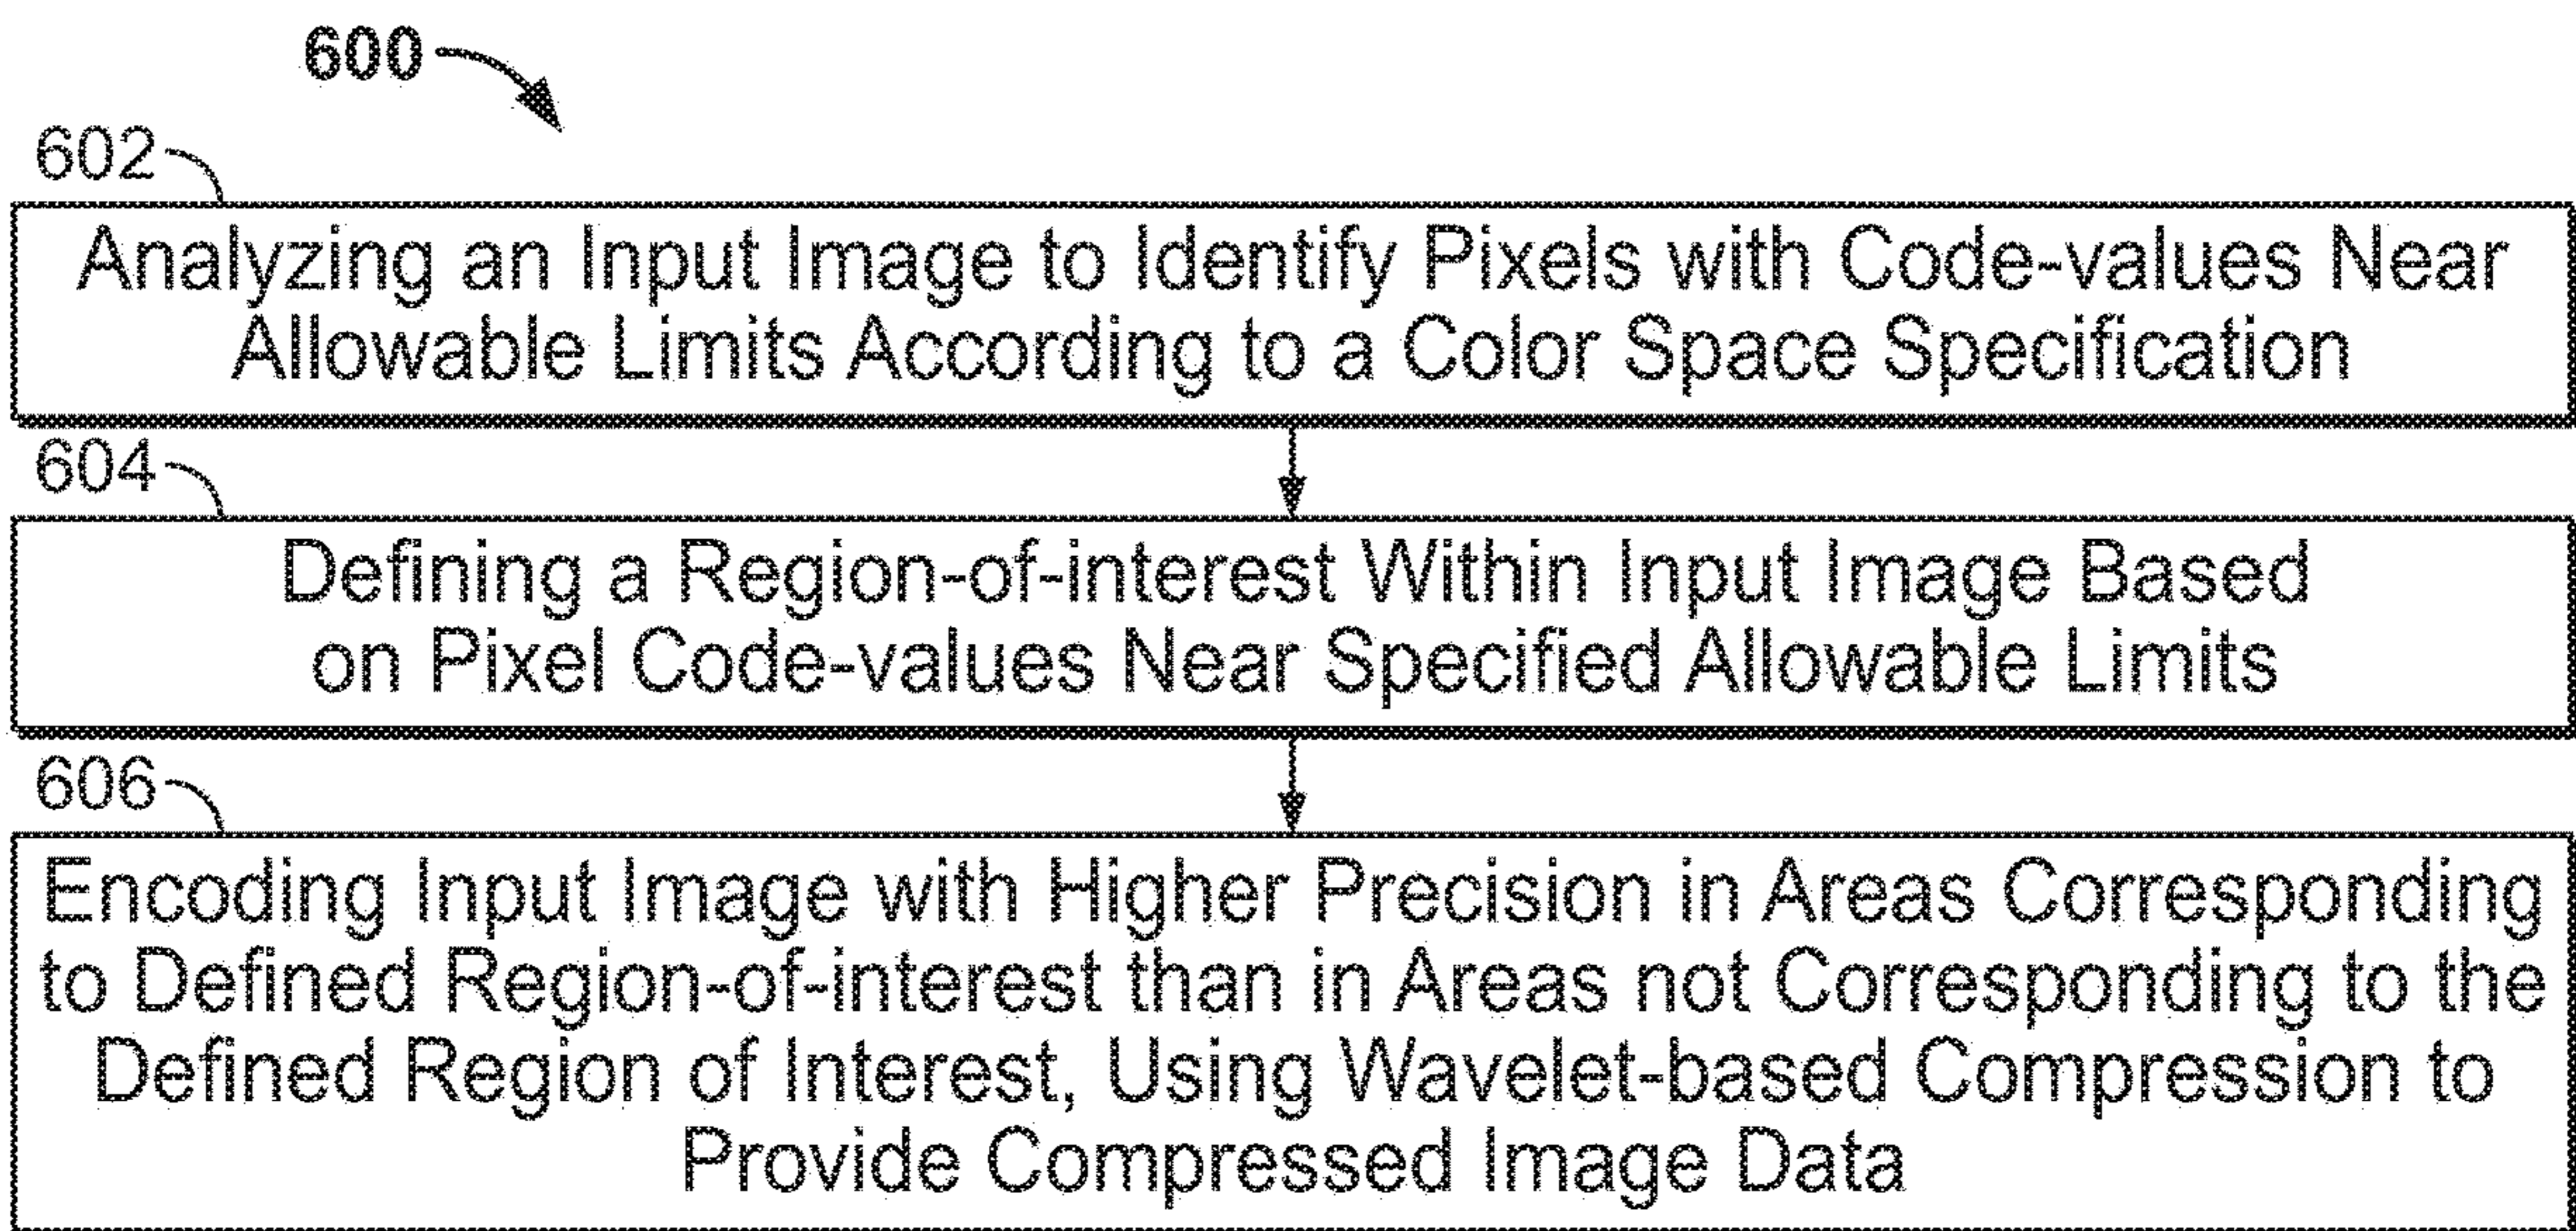 600
602
Analyzing an Input Image to Identify Pixels with Code-values Near
Allowable Limits According to a Color Space Specification
604
Defining a Region-of-interest Within Input Image Based
on Pixel Code-values Near Specified Allowable Limits
606
Encoding Input Image with Higher Precision in Areas Corresponding
to Defined Region-of-interest than in Areas not Corresponding to the
Defined Region of Interest, Using Wavelet-based Compression to
Provide Compressed Image Data